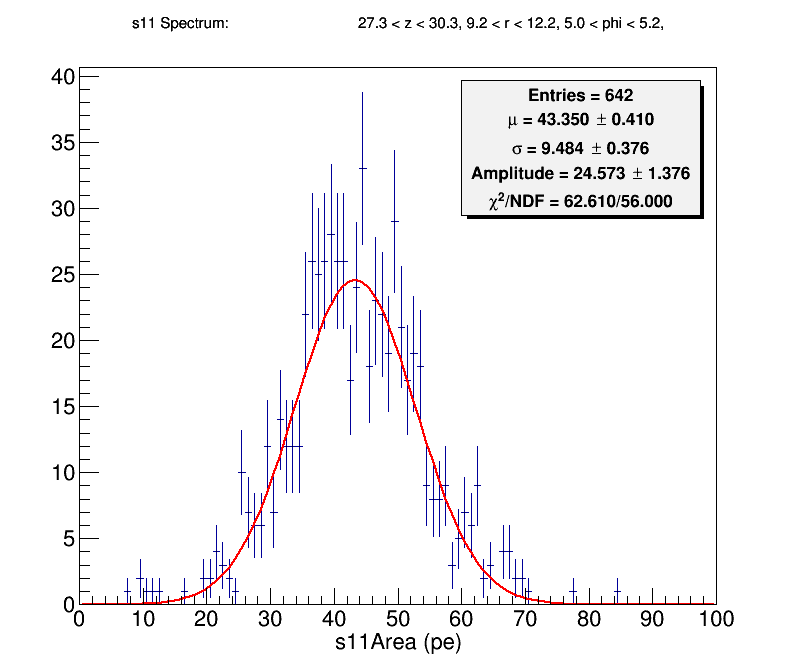 s11 Spectrum: 27.3 < z < 30.3, 9.2 < r < 12.2, 5.0 < phi < 5.2,
Entries = 642
μ = 43.350 ± 0.410
σ = 9.484 ± 0.376
Amplitude = 24.573 ± 1.376
χ²/NDF = 62.610/56.000
40
35
30
25
20
15
10
5
0
0 10 20 30 40 50 60 70 80 90 100
s11Area (pe)